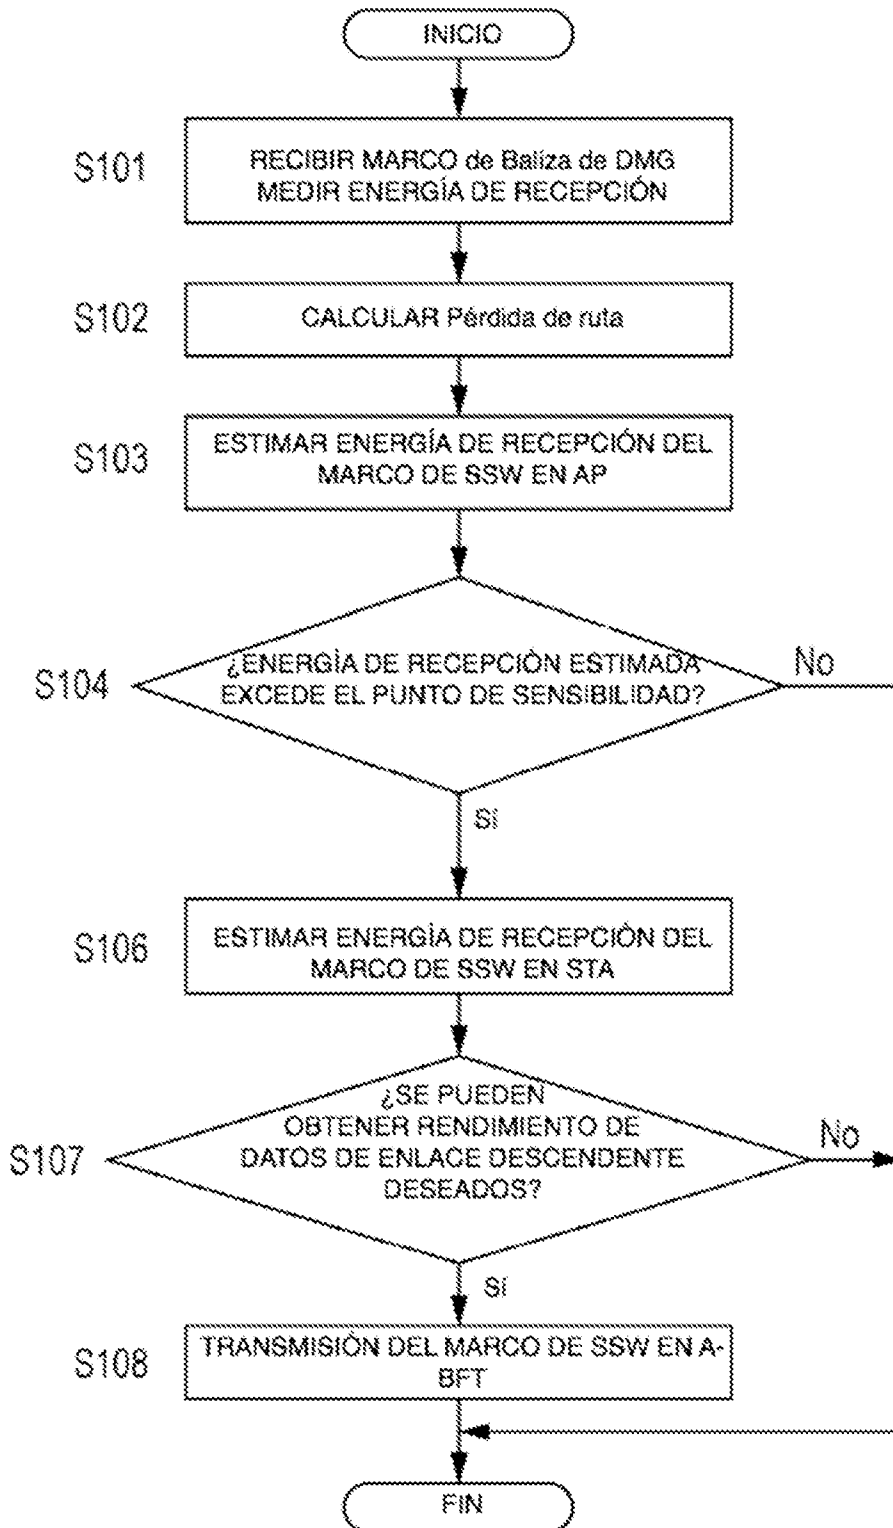 INICIO
S101
RECIBIR MARCO de Baliza de DMG
MEDIR ENERGÍA DE RECEPCIÓN
S102
CALCULAR Pérdida de ruta
S103
ESTIMAR ENERGÍA DE RECEPCIÓN DEL
MARCO DE SSW EN AP
S104
¿ENERGÍA DE RECEPCIÓN ESTIMADA
EXCEDE EL PUNTO DE SENSIBILIDAD?
No
Sí
S106
ESTIMAR ENERGÍA DE RECEPCIÓN DEL
MARCO DE SSW EN STA
S107
¿SE PUEDEN
OBTENER RENDIMIENTO DE
DATOS DE ENLACE DESCENDENTE
DESEADOS?
No
Sí
S108
TRANSMISIÓN DEL MARCO DE SSW EN A-
BFT
FIN